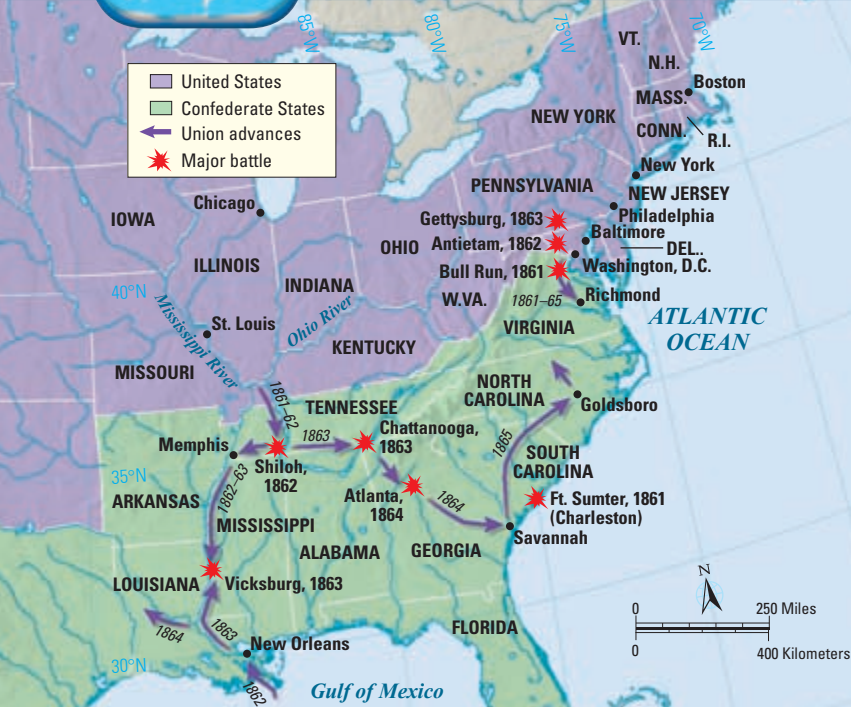 85°W
80°W
75°W
70°W
United States
Confederate States
Union advances
Major battle
VT.
N.H.
Boston
MASS.
NEW YORK
CONN.
R.I.
New York
PENNSYLVANIA
NEW JERSEY
Chicago
Philadelphia
IOWA
Gettysburg, 1863
Baltimore
OHIO
Antietam, 1862
DEL..
ILLINOIS
Bull Run, 1861
Washington, D.C.
INDIANA
40°N
W.VA.
1861–65
Richmond
Mississippi River
St. Louis
Ohio River
VIRGINIA
ATLANTIC
OCEAN
KENTUCKY
MISSOURI
1861–62
NORTH
CAROLINA
TENNESSEE
Goldsboro
1863
Chattanooga,
1863
Memphis
1865
SOUTH
CAROLINA
35°N
Shiloh,
1862
1862–63
ARKANSAS
Atlanta,
1864
1864
Ft. Sumter, 1861
(Charleston)
MISSISSIPPI
Savannah
ALABAMA
GEORGIA
LOUISIANA
Vicksburg, 1863
N
0
250 Miles
1864
1863
FLORIDA
New Orleans
0
400 Kilometers
30°N
1862
Gulf of Mexico